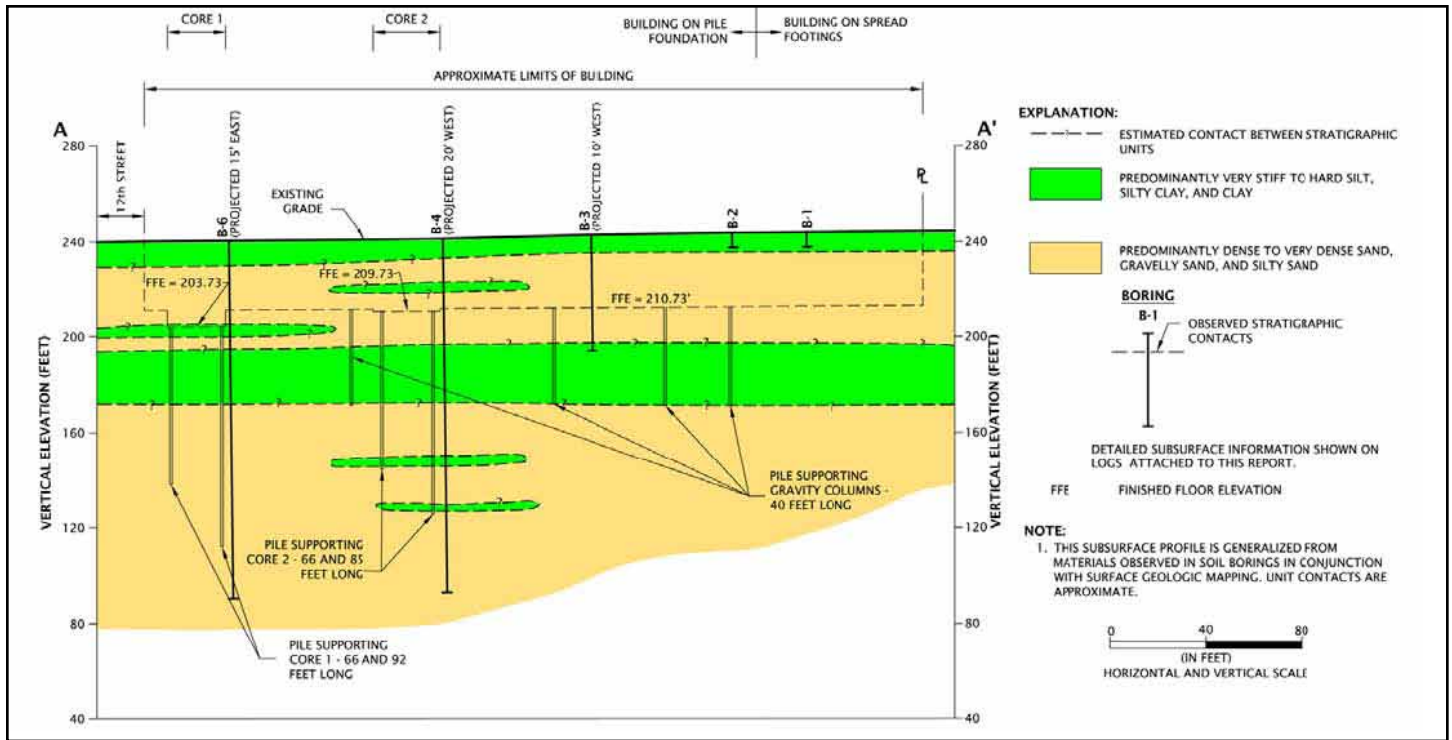 CORE 1
CORE 2
BUILDING ON PILE
FOUNDATION
BUILDING ON SPREAD
FOOTINGS
APPROXIMATE LIMITS OF BUILDING
A
A'
280
240
200
160
120
80
40
VERTICAL ELEVATION (FEET)
12th STREET
EXISTING
GRADE
B-6
(PROJECTED 15' EAST)
B-4
(PROJECTED 20' WEST)
B-3
(PROJECTED 10' WEST)
B-2
B-1
PL
FFE = 203.73
FFE = 209.73
FFE = 210.73'
PILE SUPPORTING
GRAVITY COLUMNS -
40 FEET LONG
PILE SUPPORTING
CORE 2 - 66 AND 85
FEET LONG
PILE SUPPORTING
CORE 1 - 66 AND 92
FEET LONG
280
240
200
160
120
80
40
VERTICAL ELEVATION (FEET)
EXPLANATION:
ESTIMATED CONTACT BETWEEN STRATIGRAPHIC
UNITS
PREDOMINANTLY VERY STIFF TO HARD SILT,
SILTY CLAY, AND CLAY
PREDOMINANTLY DENSE TO VERY DENSE SAND,
GRAVELLY SAND, AND SILTY SAND
BORING
B-1
OBSERVED STRATIGRAPHIC
CONTACTS
DETAILED SUBSURFACE INFORMATION SHOWN ON
LOGS ATTACHED TO THIS REPORT.
FFE FINISHED FLOOR ELEVATION
NOTE:
1. THIS SUBSURFACE PROFILE IS GENERALIZED FROM
MATERIALS OBSERVED IN SOIL BORINGS IN CONJUNCTION
WITH SURFACE GEOLOGIC MAPPING. UNIT CONTACTS ARE
APPROXIMATE.
0 40 80
(IN FEET)
HORIZONTAL AND VERTICAL SCALE